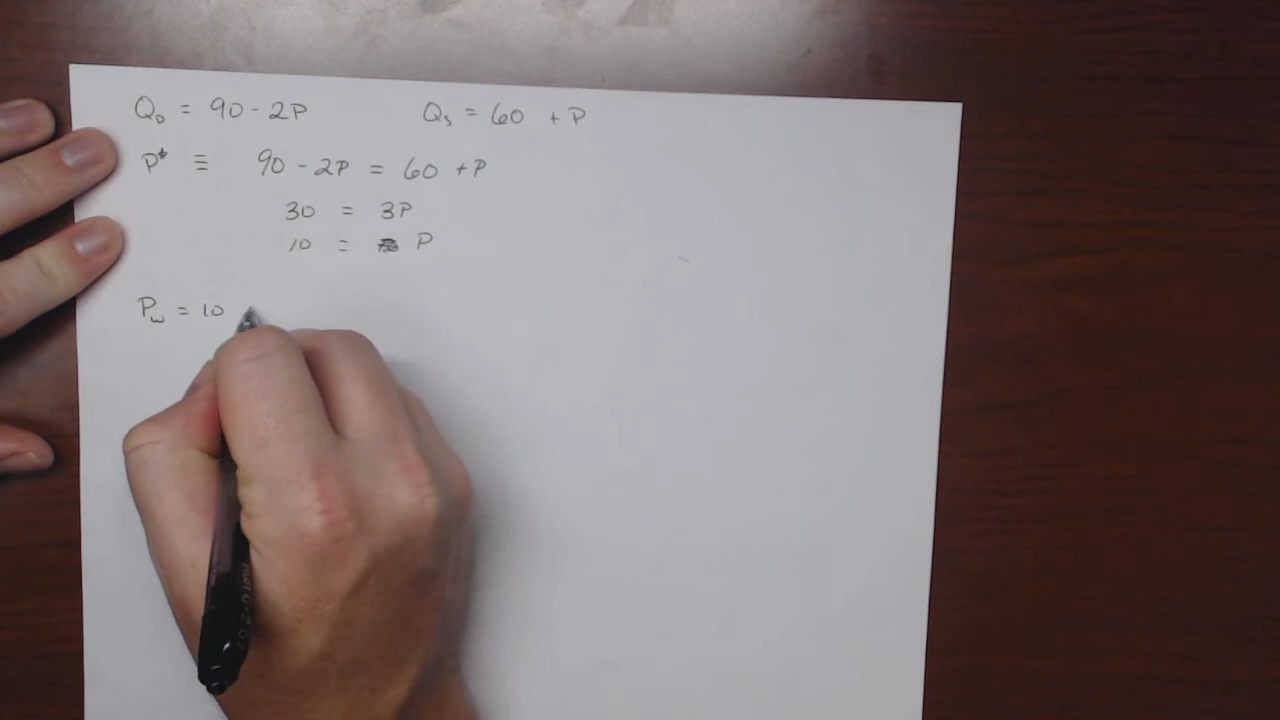 Q_D = 90 - 2P Q_S = 60 + P
P* ≡ 90 - 2P = 60 + P
30 = 3P
10 = P
P_w = 10